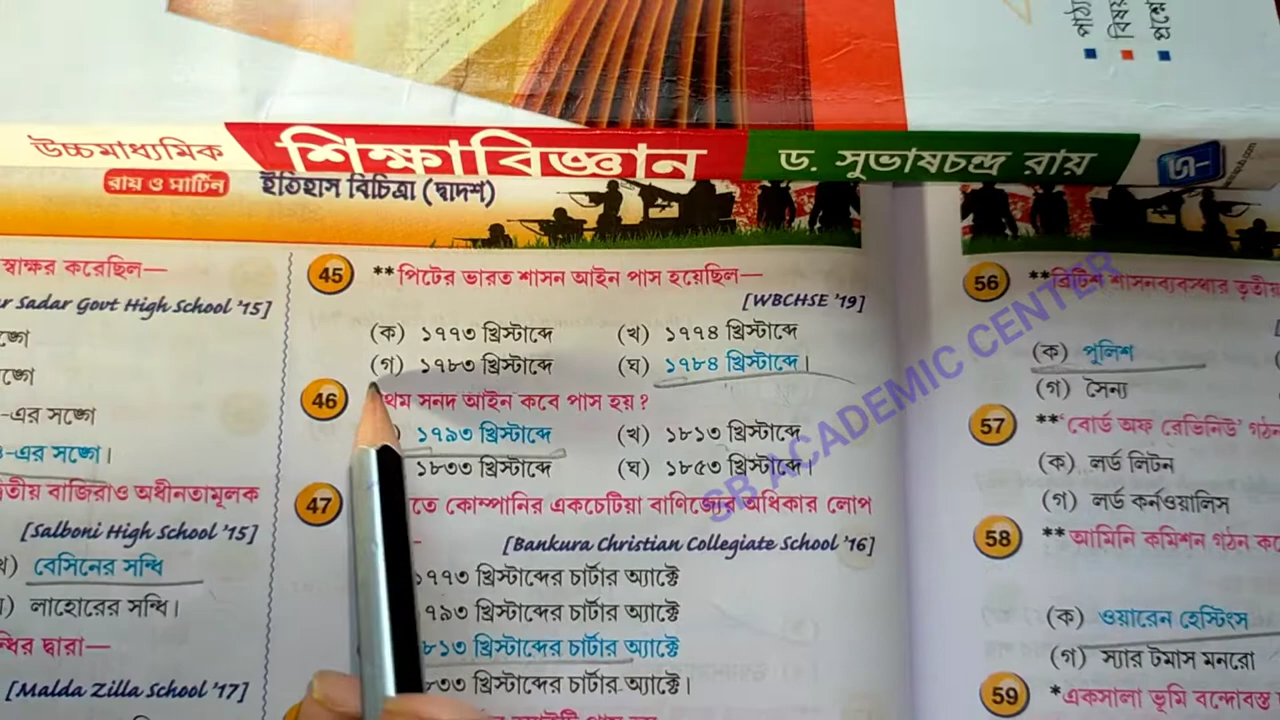 পাঠ্য
বিষয়
প্রশ্নে
উচ্চমাধ্যমিক
শিক্ষাবিজ্ঞান
ড. সুভাষচন্দ্র রায়
রায় ও মার্টিন
ইতিহাস বিচিত্রা (দ্বাদশ)
স্বাক্ষর করেছিল—
r Sadar Govt High School '15]
-এর সঙ্গে
-এর সঙ্গে।
তীয় বাজিরাও অধীনতামূলক
[Salboni High School '15]
বেসিনের সন্ধি
লাহোরের সন্ধি।
ন্ধির দ্বারা—
[Malda Zilla School '17]
45 **পিটের ভারত শাসন আইন পাস হয়েছিল—
[WBCHSE '19]
(ক) ১৭৭৩ খ্রিস্টাব্দে (খ) ১৭৭৪ খ্রিস্টাব্দে
(গ) ১৭৮৩ খ্রিস্টাব্দে (ঘ) ১৭৮৪ খ্রিস্টাব্দে।
46 থম সনদ আইন কবে পাস হয়?
১৭৯৩ খ্রিস্টাব্দে (খ) ১৮১৩ খ্রিস্টাব্দে
১৮৩৩ খ্রিস্টাব্দে (ঘ) ১৮৫৩ খ্রিস্টাব্দে।
47 তে কোম্পানির একচেটিয়া বাণিজ্যের অধিকার লোপ
[Bankura Christian Collegiate School '16]
১৭৭৩ খ্রিস্টাব্দের চার্টার অ্যাক্টে
৭৯৩ খ্রিস্টাব্দের চার্টার অ্যাক্টে
৮১৩ খ্রিস্টাব্দের চার্টার অ্যাক্টে
৮৩৩ খ্রিস্টাব্দের চার্টার অ্যাক্টে।
56 **ব্রিটিশ শাসনব্যবস্থার তৃতীয়
(ক) পুলিশ
(গ) সৈন্য
57 **'বোর্ড অফ রেভিনিউ' গঠন
(ক) লর্ড লিটন
(গ) লর্ড কর্নওয়ালিস
58 **আমিনি কমিশন গঠন
(ক) ওয়ারেন হেস্টিংস
(গ) স্যার টমাস মনরো
59 *একসালা ভূমি বন্দোবস্ত
SB ACADEMIC CENTER